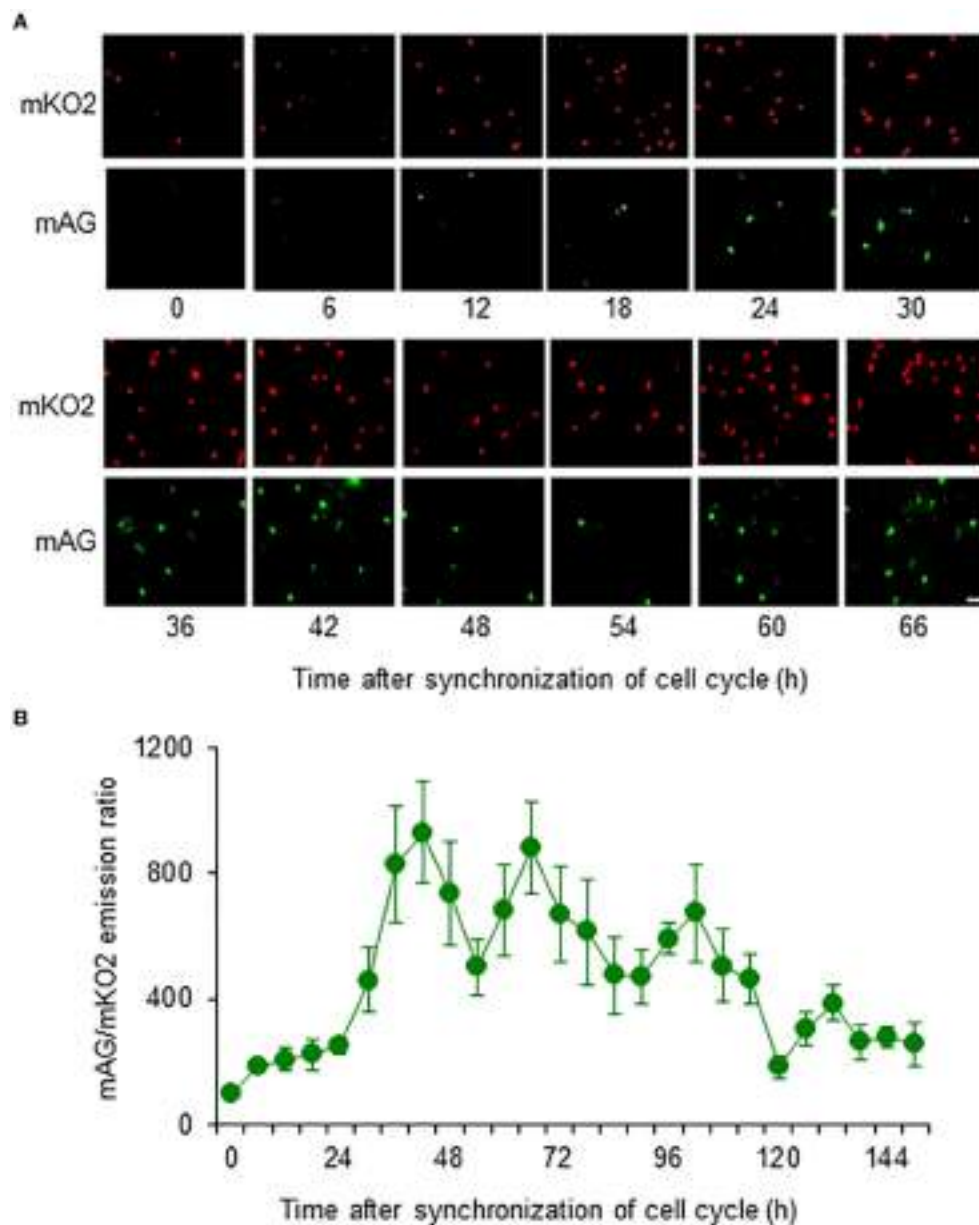 A
mKO2
mAG
0 6 12 18 24 30
mKO2
mAG
36 42 48 54 60 66
Time after synchronization of cell cycle (h)
B
mAG/mKO2 emission ratio
1200
800
400
0
0 24 48 72 96 120 144
Time after synchronization of cell cycle (h)